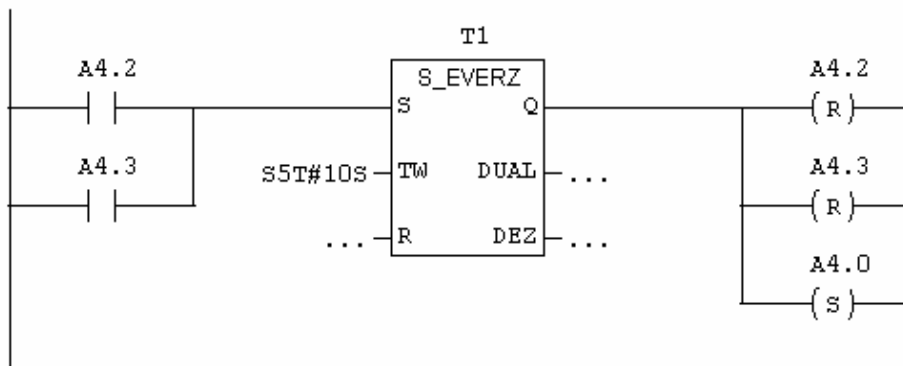 T1
A4.2
S_EVERZ
A4.2
S
Q
( R )
A4.3
S5T#10S
TW
DUAL
...
A4.3
( R )
...
R
DEZ
...
A4.0
( S )